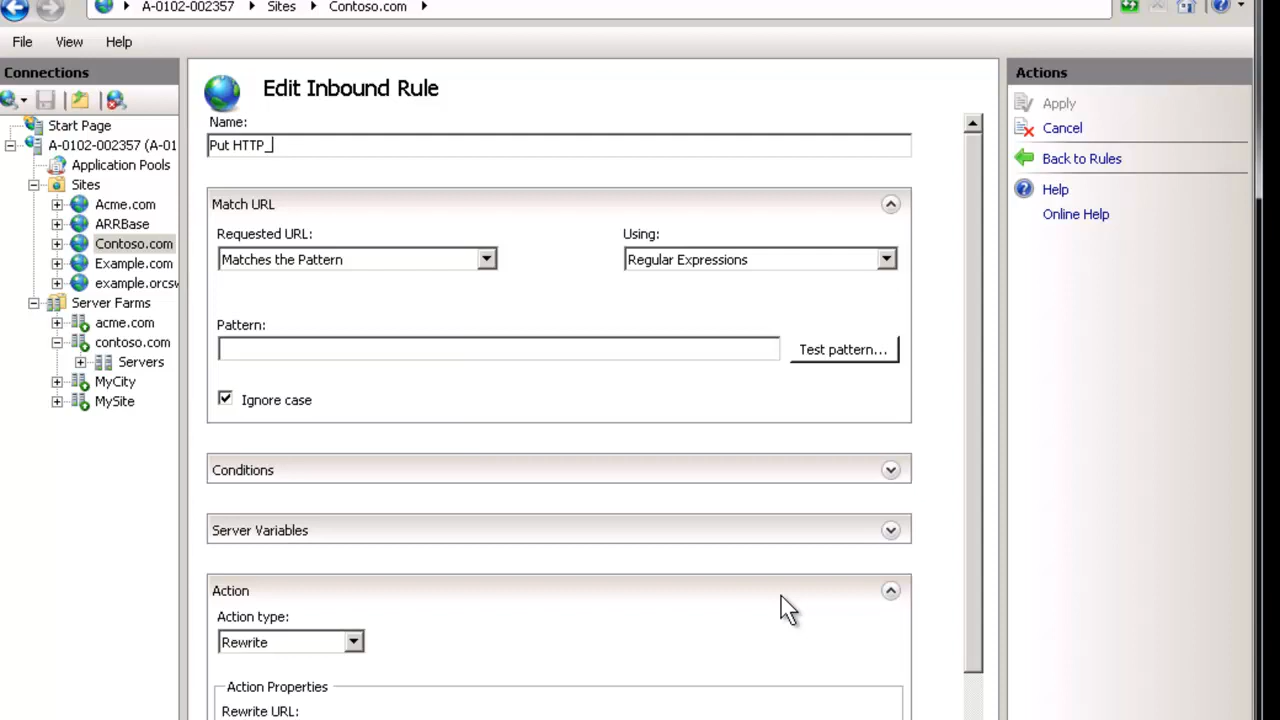 A-0102-002357 Sites Contoso.com
File View Help
Connections
Start Page
A-0102-002357 (A-01
Application Pools
Sites
Acme.com
ARRBase
Contoso.com
Example.com
example.orcsw
Server Farms
acme.com
contoso.com
Servers
MyCity
MySite
Edit Inbound Rule
Name:
Put HTTP_
Match URL
Requested URL: Using:
Matches the Pattern Regular Expressions
Pattern:
Test pattern...
Ignore case
Conditions
Server Variables
Action
Action type:
Rewrite
Action Properties
Rewrite URL:
Actions
Apply
Cancel
Back to Rules
Help
Online Help